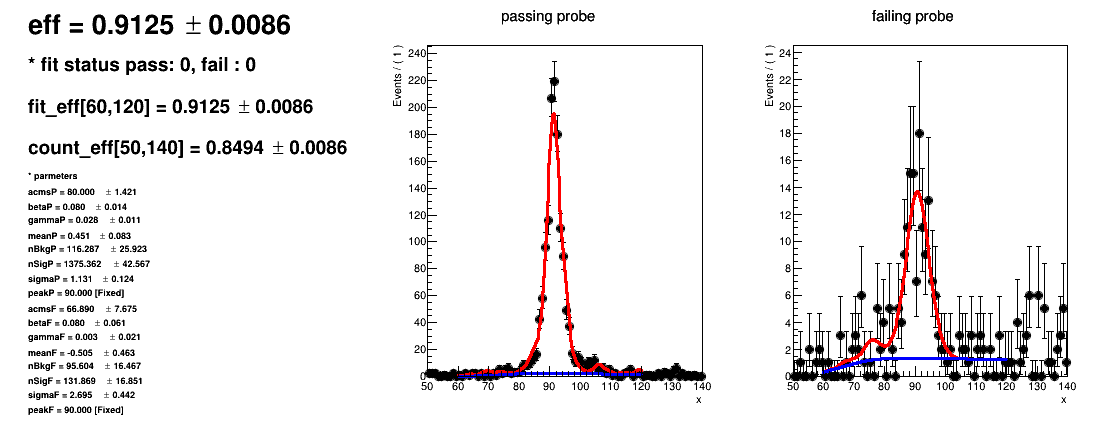 eff = 0.9125 ± 0.0086
* fit status pass: 0, fail : 0
fit_eff[60,120] = 0.9125 ± 0.0086
count_eff[50,140] = 0.8494 ± 0.0086
* parmeters
acmsP = 80.000 ± 1.421
betaP = 0.080 ± 0.014
gammaP = 0.028 ± 0.011
meanP = 0.451 ± 0.083
nBkgP = 116.287 ± 25.923
nSigP = 1375.362 ± 42.567
sigmaP = 1.131 ± 0.124
peakP = 90.000 [Fixed]
acmsF = 66.890 ± 7.675
betaF = 0.080 ± 0.061
gammaF = 0.003 ± 0.021
meanF = -0.505 ± 0.463
nBkgF = 95.604 ± 16.467
nSigF = 131.869 ± 16.851
sigmaF = 2.695 ± 0.442
peakF = 90.000 [Fixed]
passing probe
Events / ( 1 )
240
220
200
180
160
140
120
100
80
60
40
20
0
50 60 70 80 90 100 110 120 130 140
x
failing probe
Events / ( 1 )
24
22
20
18
16
14
12
10
8
6
4
2
0
50 60 70 80 90 100 110 120 130 140
x